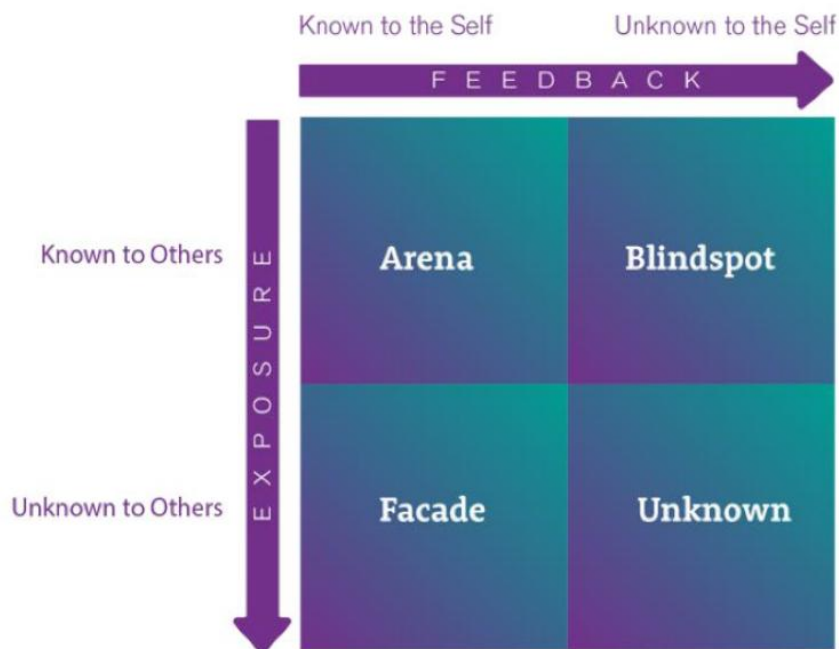 Known to the Self Unknown to the Self
FEEDBACK
EXPOSURE
Known to Others
Arena Blindspot
Unknown to Others
Facade Unknown